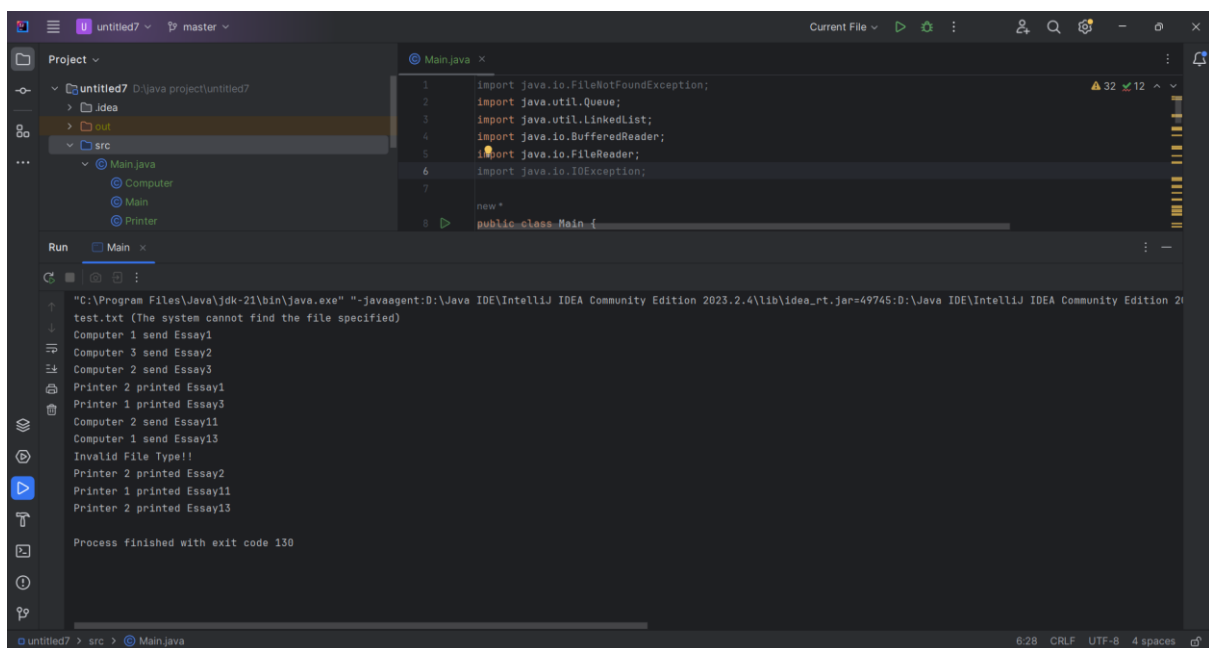 U untitled7 master Current File
Project
Main.java
untitled7 D:\java project\untitled7
.idea
out
src
Main.java
Computer
Main
Printer
1 import java.io.FileNotFoundException;
2 import java.util.Queue;
3 import java.util.LinkedList;
4 import java.io.BufferedReader;
5 import java.io.FileReader;
6 import java.io.IOException;
7
new *
8 public class Main {
32 12
Run Main
"C:\Program Files\Java\jdk-21\bin\java.exe" "-javaagent:D:\Java IDE\IntelliJ IDEA Community Edition 2023.2.4\lib\idea_rt.jar=49745:D:\Java IDE\IntelliJ IDEA Community Edition 20
test.txt (The system cannot find the file specified)
Computer 1 send Essay1
Computer 3 send Essay2
Computer 2 send Essay3
Printer 2 printed Essay1
Printer 1 printed Essay3
Computer 2 send Essay11
Computer 1 send Essay13
Invalid File Type!!
Printer 2 printed Essay2
Printer 1 printed Essay11
Printer 2 printed Essay13
Process finished with exit code 130
untitled7 > src > Main.java 6:28 CRLF UTF-8 4 spaces